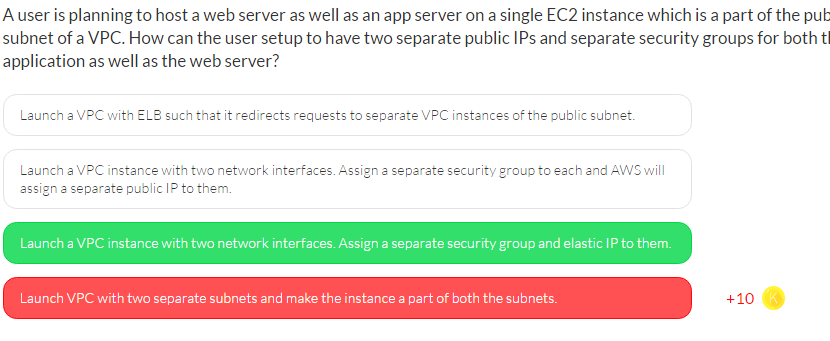 A user is planning to host a web server as well as an app server on a single EC2 instance which is a part of the pub
subnet of a VPC. How can the user setup to have two separate public IPs and separate security groups for both t
application as well as the web server?
Launch a VPC with ELB such that it redirects requests to separate VPC instances of the public subnet.
Launch a VPC instance with two network interfaces. Assign a separate security group to each and AWS will
assign a separate public IP to them.
Launch a VPC instance with two network interfaces. Assign a separate security group and elastic IP to them.
Launch VPC with two separate subnets and make the instance a part of both the subnets.
+10 K